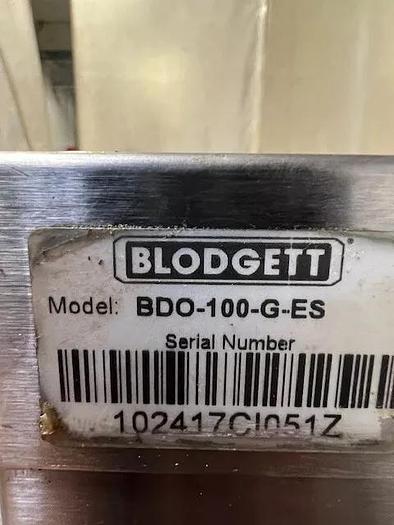 BLODGETT
Model: BDO-100-G-ES
Serial Number
102417CI051Z